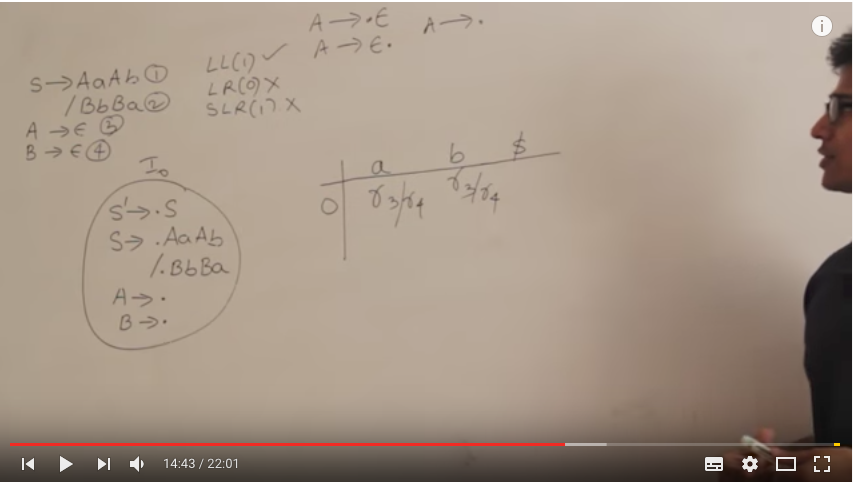 A → .ϵ
A → ϵ.
A → .
S → AaAb ①
/BbBa ②
A → ϵ ③
B → ϵ ④
LL(1) ✓
LR(0) X
SLR(1) X
I₀
S' → .S
S → .AaAb
/.BbBa
A → .
B → .
a b $
0 r₃/r₄ r₃/r₄
14:43 / 22:01